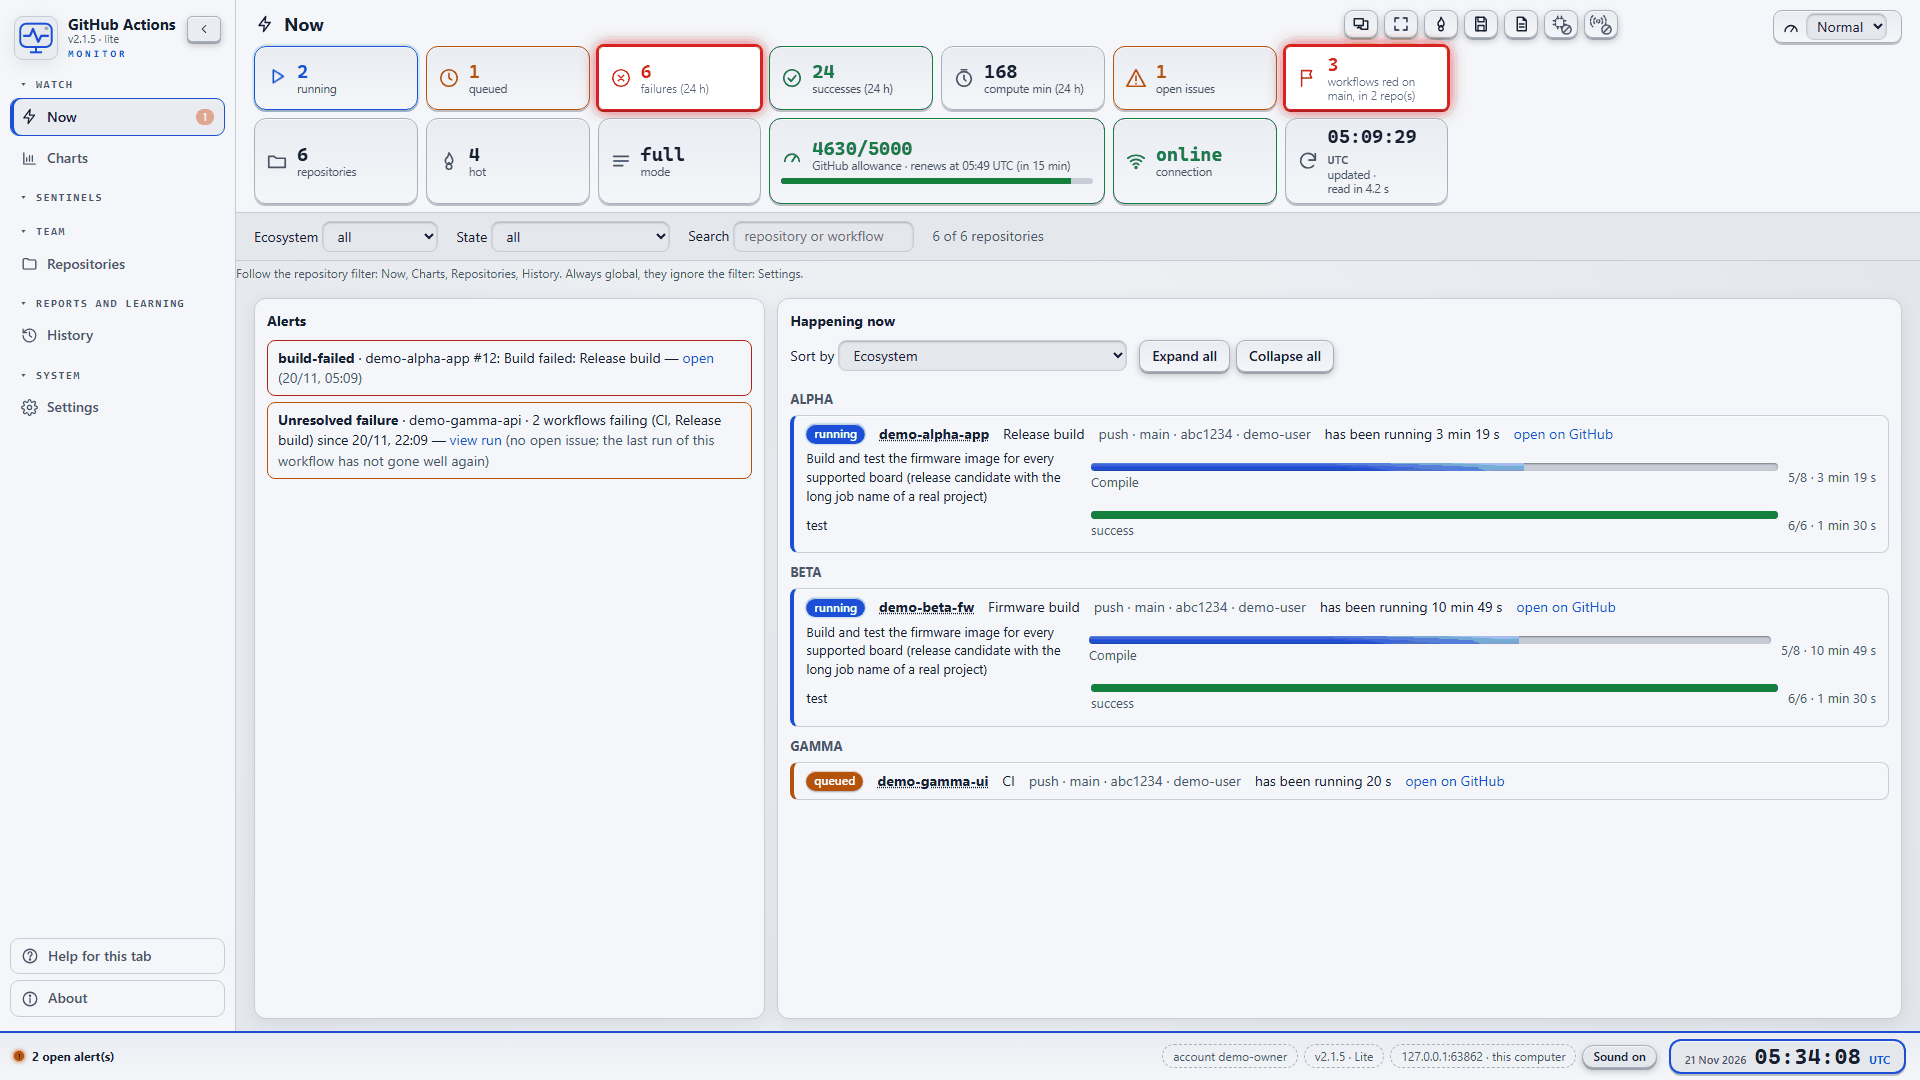 GitHub Actions
v2.1.5 · lite
MONITOR
WATCH
Now
1
Charts
SENTINELS
TEAM
Repositories
REPORTS AND LEARNING
History
SYSTEM
Settings
Help for this tab
About
Now
Normal
2
running
1
queued
6
failures (24 h)
24
successes (24 h)
168
compute min (24 h)
1
open issues
3
workflows red on
main, in 2 repo(s)
6
repositories
4
hot
full
mode
4630/5000
GitHub allowance · renews at 05:49 UTC (in 15 min)
online
connection
05:09:29
UTC
updated ·
read in 4.2 s
Ecosystem all State all Search repository or workflow 6 of 6 repositories
Follow the repository filter: Now, Charts, Repositories, History. Always global, they ignore the filter: Settings.
Alerts
build-failed · demo-alpha-app #12: Build failed: Release build — open
(20/11, 05:09)
Unresolved failure · demo-gamma-api · 2 workflows failing (CI, Release
build) since 20/11, 22:09 — view run (no open issue; the last run of this
workflow has not gone well again)
Happening now
Sort by Ecosystem Expand all Collapse all
ALPHA
running demo-alpha-app Release build push · main · abc1234 · demo-user has been running 3 min 19 s open on GitHub
Build and test the firmware image for every
supported board (release candidate with the
long job name of a real project)
Compile
5/8 · 3 min 19 s
test
success
6/6 · 1 min 30 s
BETA
running demo-beta-fw Firmware build push · main · abc1234 · demo-user has been running 10 min 49 s open on GitHub
Build and test the firmware image for every
supported board (release candidate with the
long job name of a real project)
Compile
5/8 · 10 min 49 s
test
success
6/6 · 1 min 30 s
GAMMA
queued demo-gamma-ui CI push · main · abc1234 · demo-user has been running 20 s open on GitHub
2 open alert(s)
account demo-owner
v2.1.5 · Lite
127.0.0.1:63862 · this computer
Sound on
21 Nov 2026 05:34:08 UTC